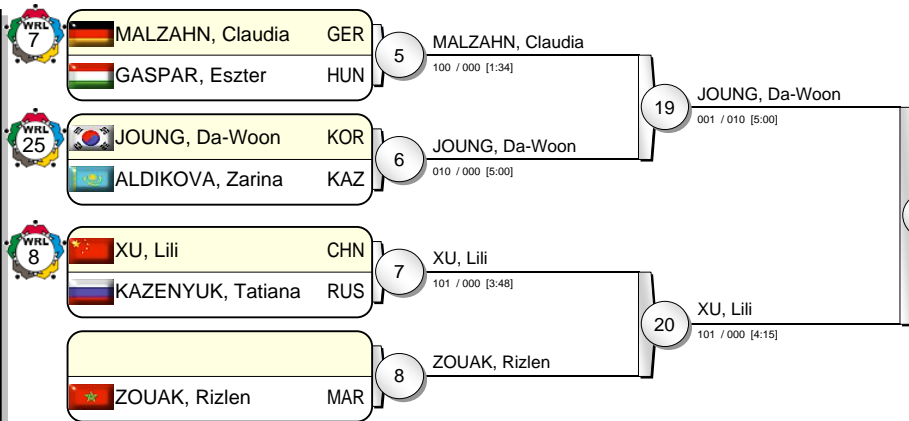 WRL
7
MALZAHN, Claudia GER
GASPAR, Eszter HUN
5
MALZAHN, Claudia
100 / 000 [1:34]
WRL
25
JOUNG, Da-Woon KOR
ALDIKOVA, Zarina KAZ
6
JOUNG, Da-Woon
010 / 000 [5:00]
19
JOUNG, Da-Woon
001 / 010 [5:00]
WRL
8
XU, Lili CHN
KAZENYUK, Tatiana RUS
7
XU, Lili
101 / 000 [3:48]
ZOUAK, Rizlen MAR
8
ZOUAK, Rizlen
20
XU, Lili
101 / 000 [4:15]